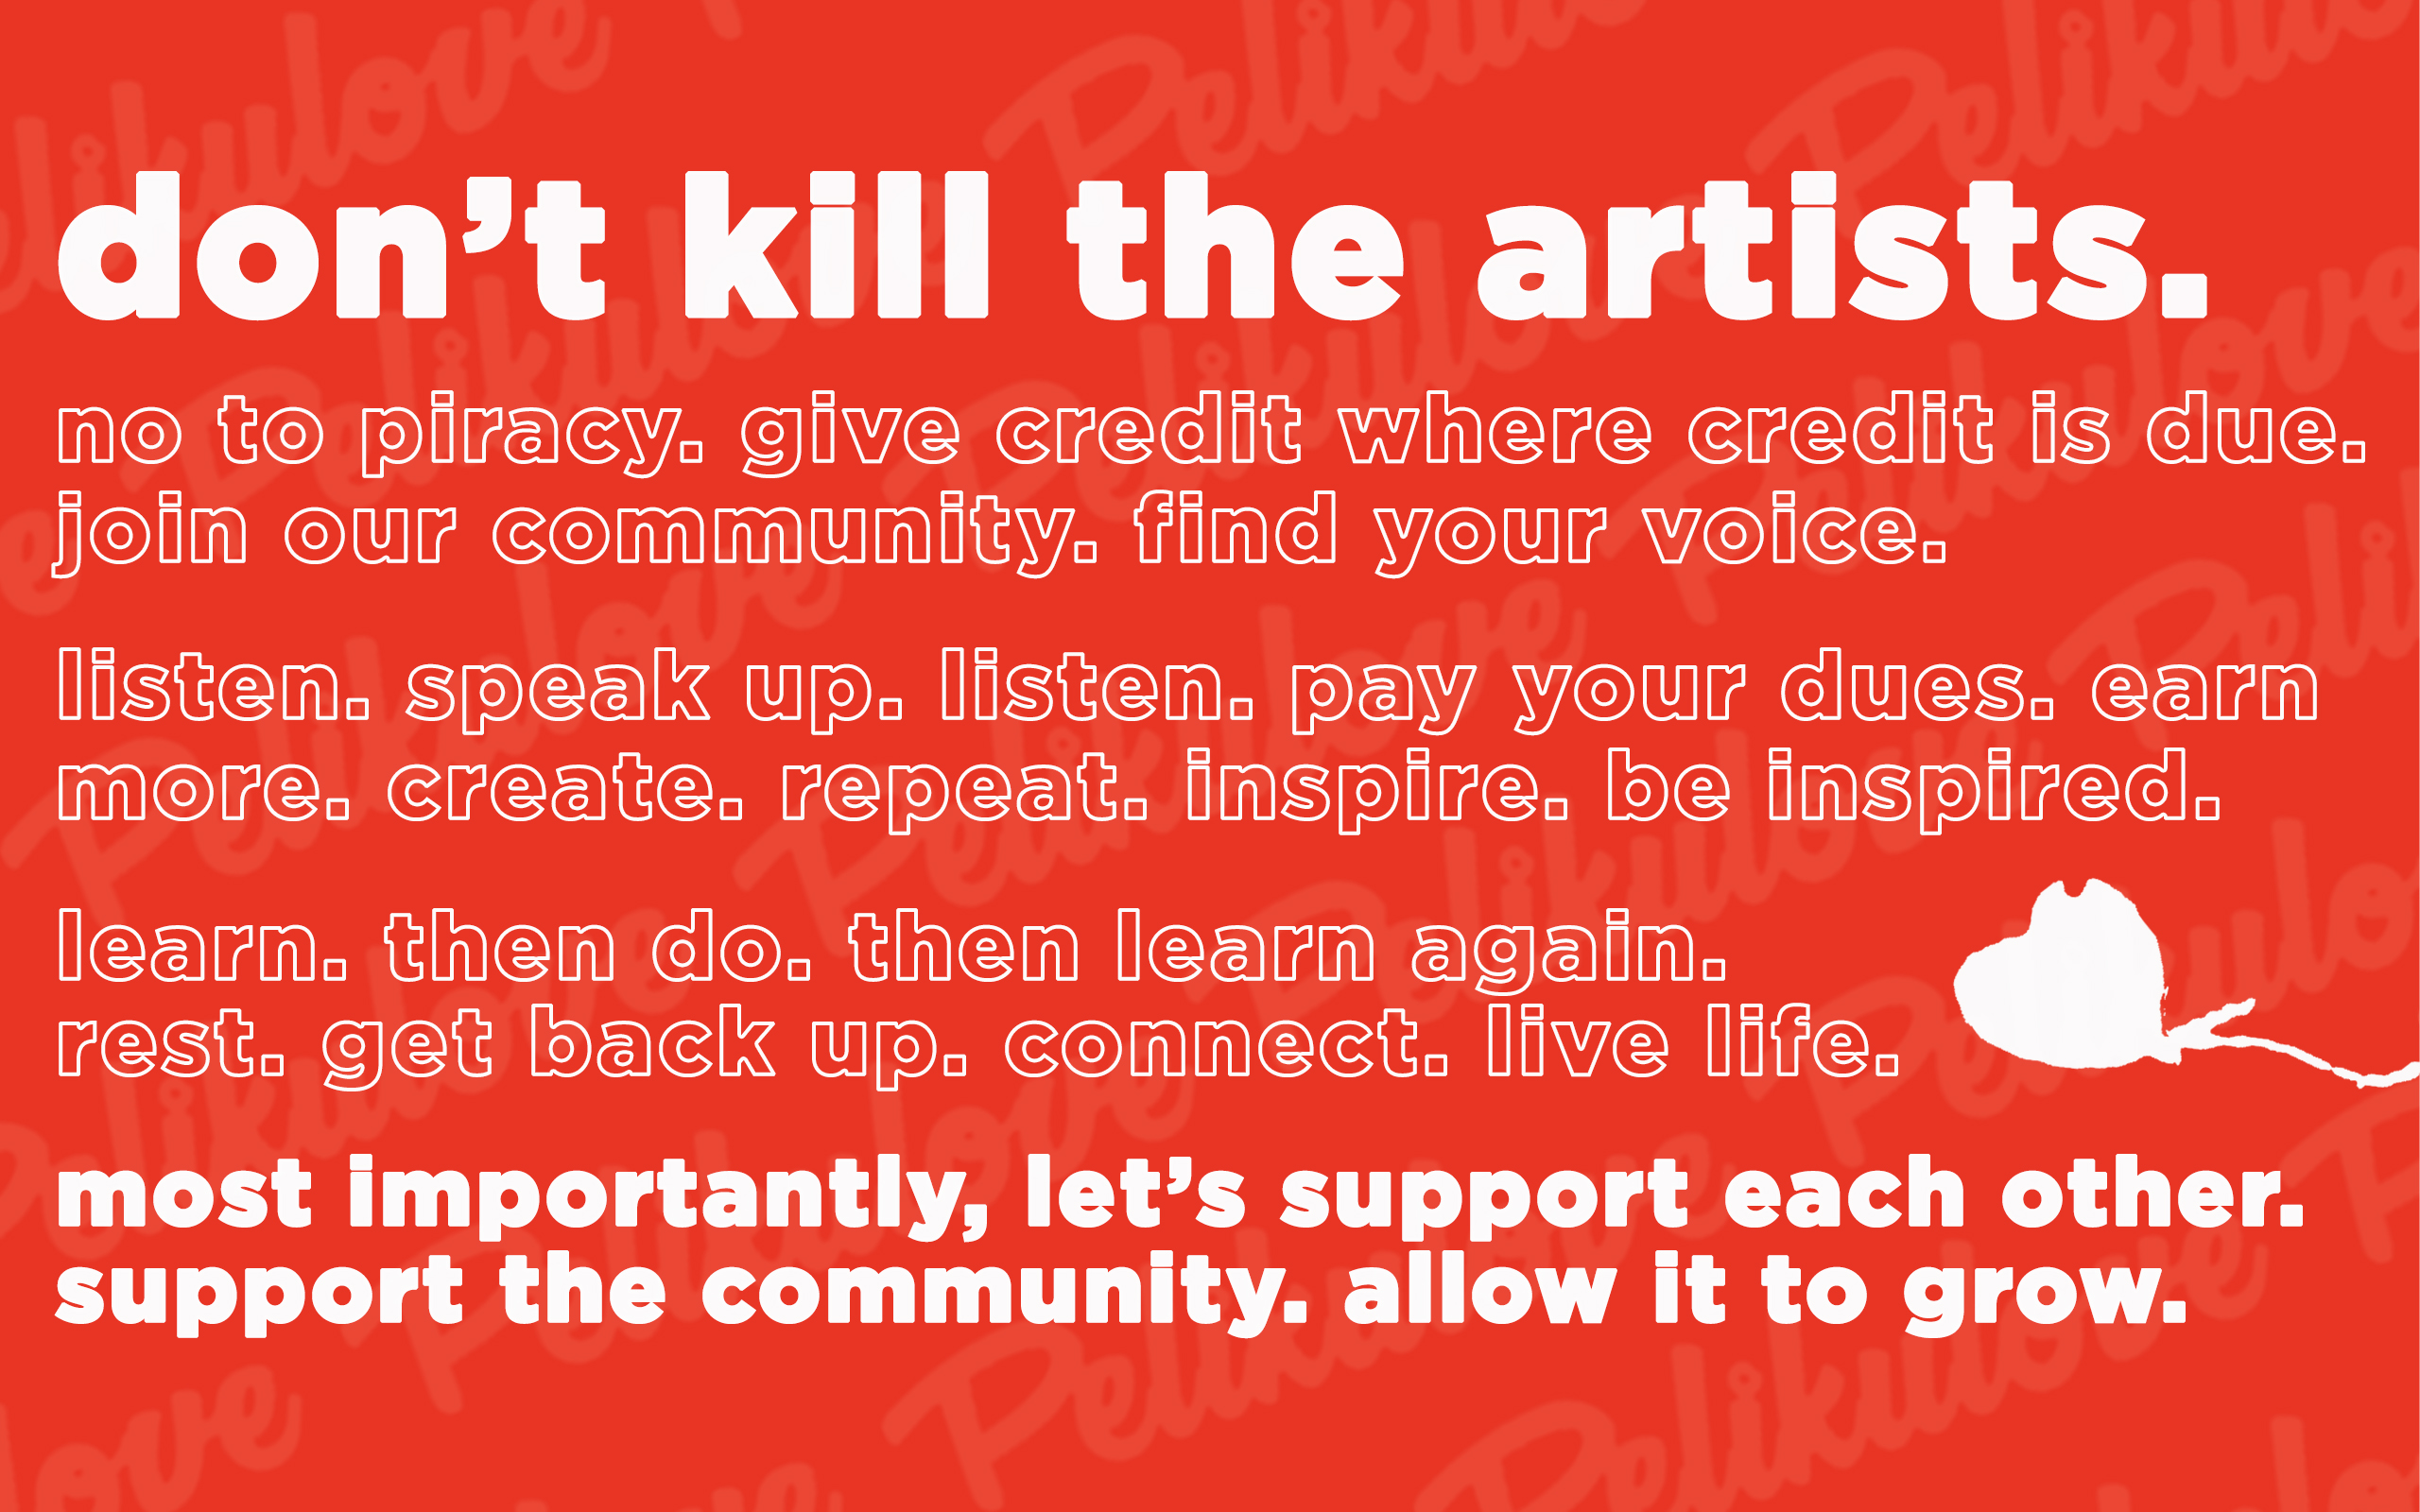 don’t kill the artists.
no to piracy. give credit where credit is due.
join our community. find your voice.
listen. speak up. listen. pay your dues. earn
more. create. repeat. inspire. be inspired.
learn. then do. then learn again.
rest. get back up. connect. live life.
most importantly, let’s support each other.
support the community. allow it to grow.
Pelikulove